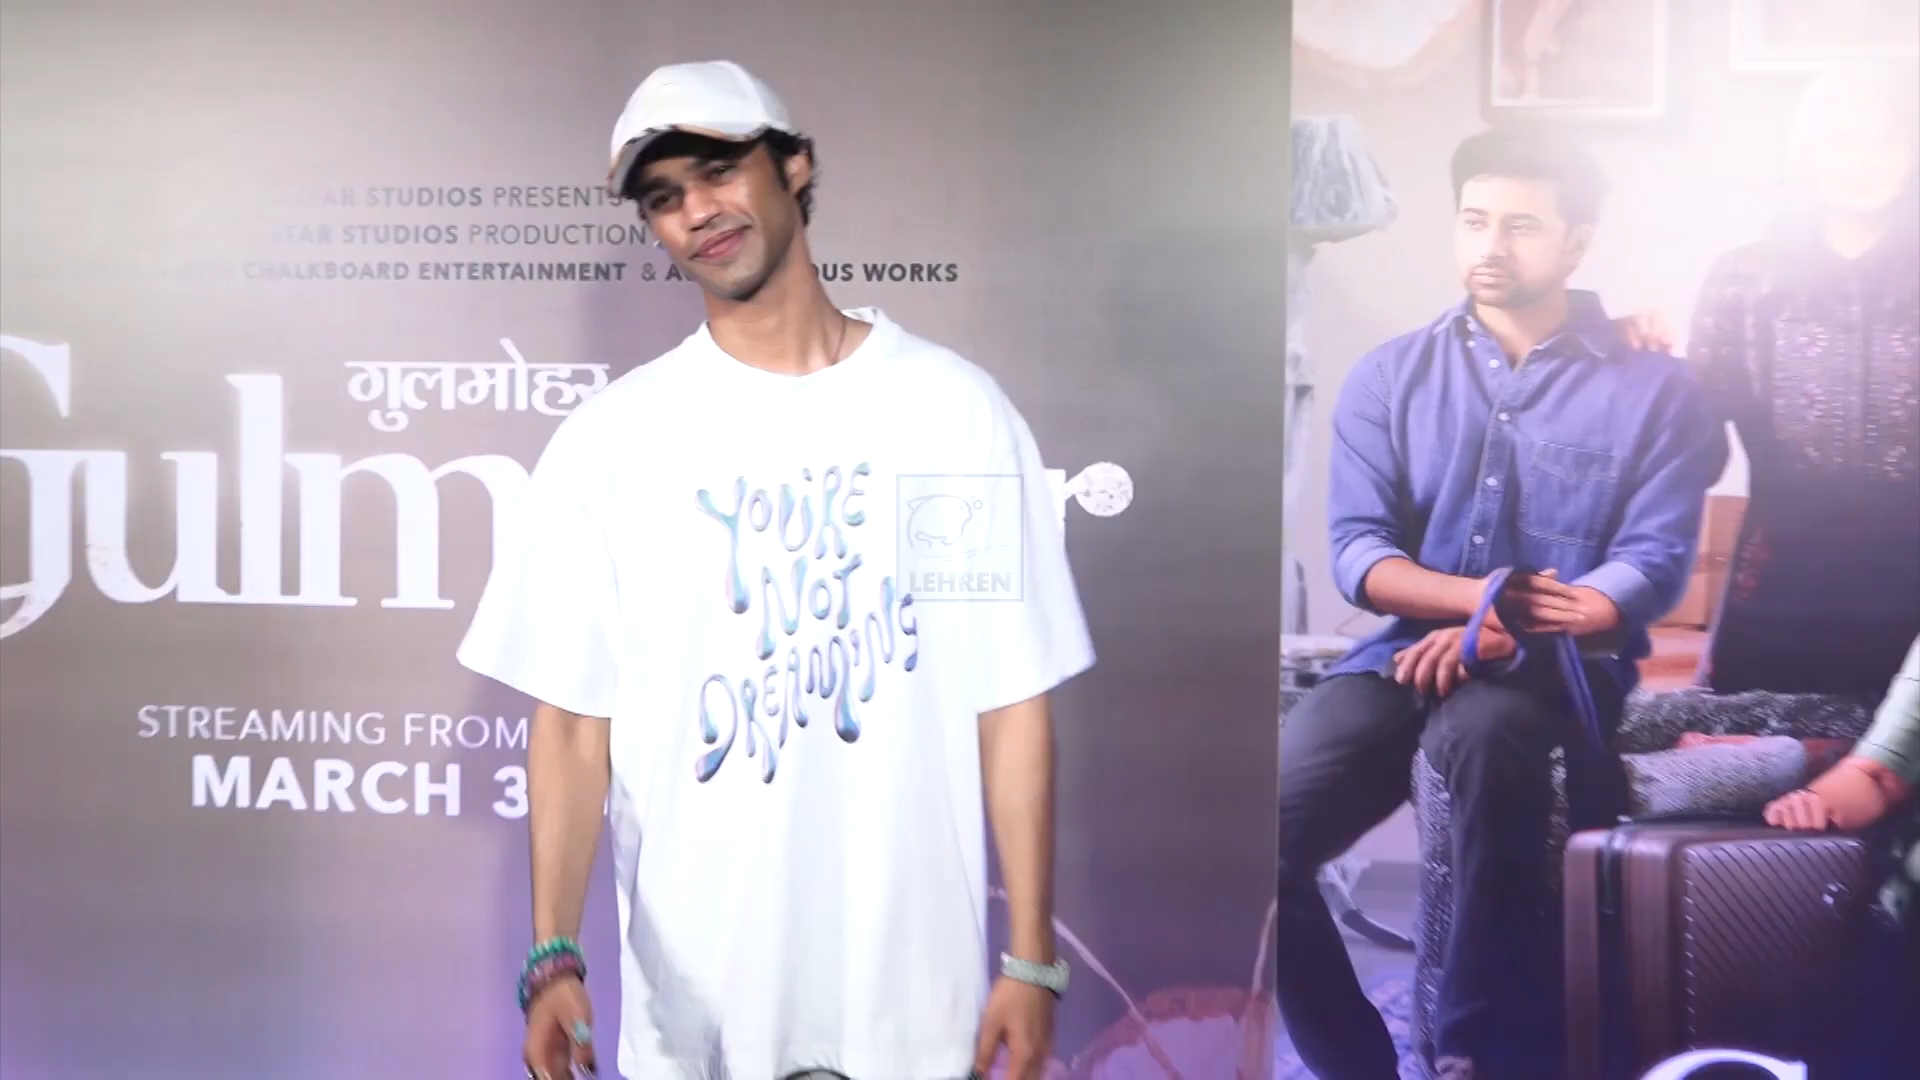 STAR STUDIOS PRESENTS
STAR STUDIOS PRODUCTION
CHALKBOARD ENTERTAINMENT & WORKS
गुलमोहर
STREAMING FROM
MARCH 3
YOU'RE
NOT
DREAMING
LEHREN